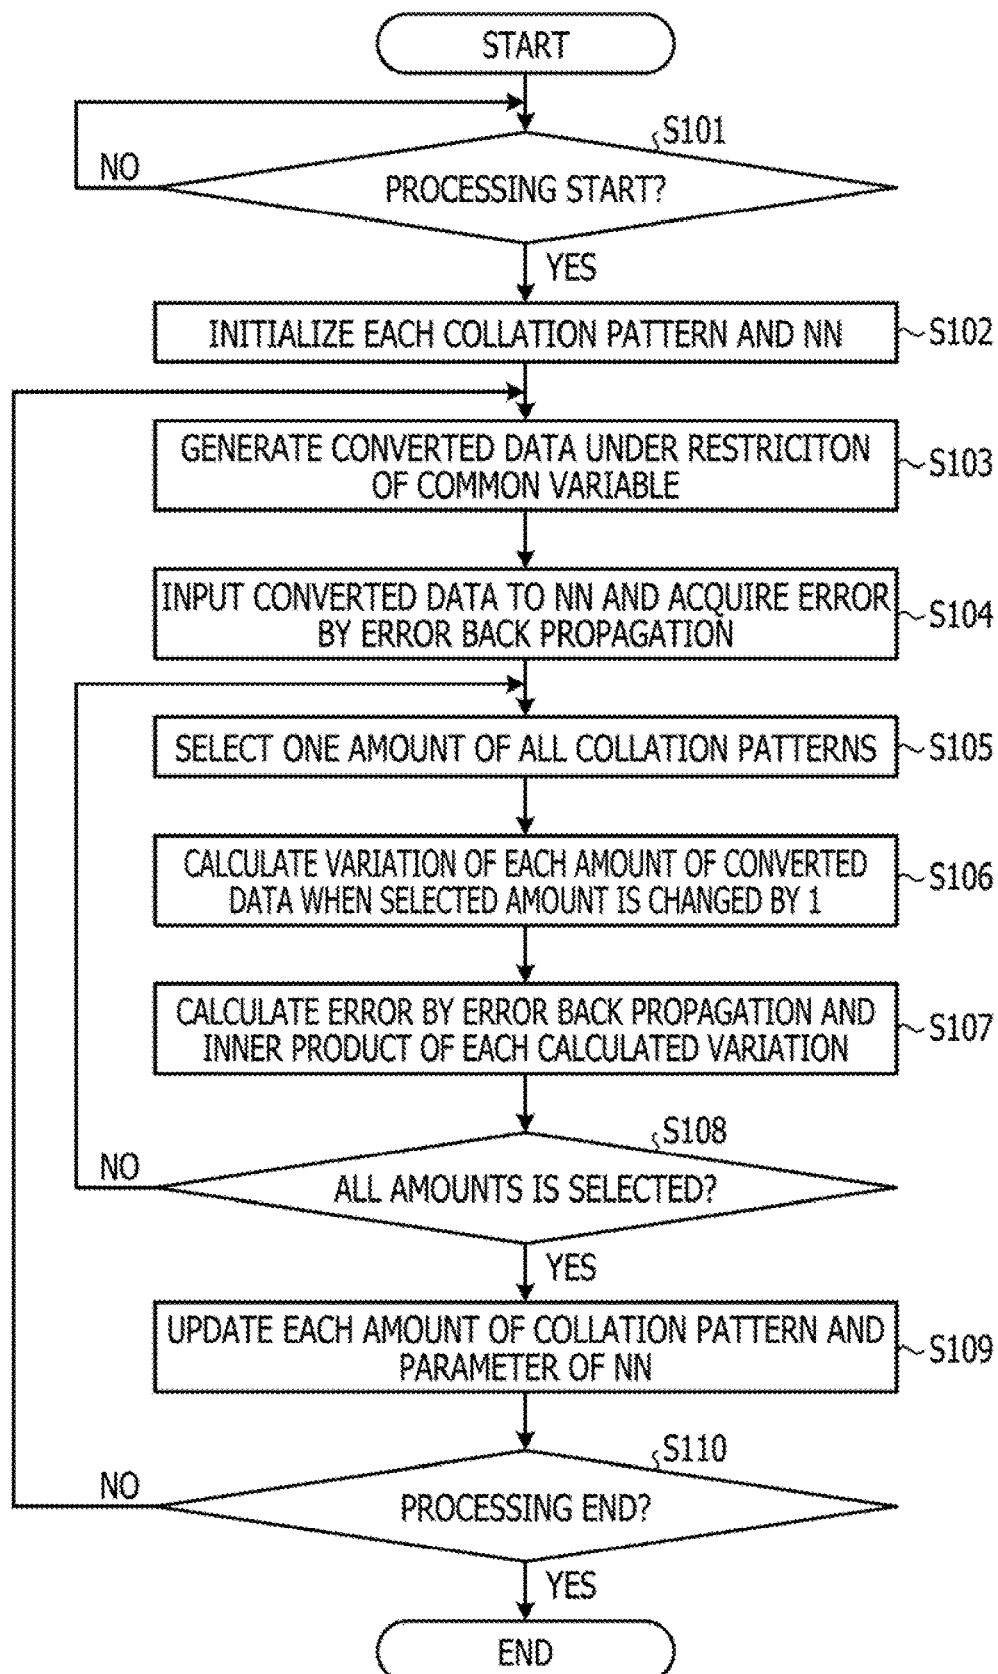 START
S101
NO
PROCESSING START?
YES
INITIALIZE EACH COLLATION PATTERN AND NN
S102
GENERATE CONVERTED DATA UNDER RESTRICITON
OF COMMON VARIABLE
S103
INPUT CONVERTED DATA TO NN AND ACQUIRE ERROR
BY ERROR BACK PROPAGATION
S104
SELECT ONE AMOUNT OF ALL COLLATION PATTERNS
S105
CALCULATE VARIATION OF EACH AMOUNT OF CONVERTED
DATA WHEN SELECTED AMOUNT IS CHANGED BY 1
S106
CALCULATE ERROR BY ERROR BACK PROPAGATION AND
INNER PRODUCT OF EACH CALCULATED VARIATION
S107
S108
NO
ALL AMOUNTS IS SELECTED?
YES
UPDATE EACH AMOUNT OF COLLATION PATTERN AND
PARAMETER OF NN
S109
S110
NO
PROCESSING END?
YES
END